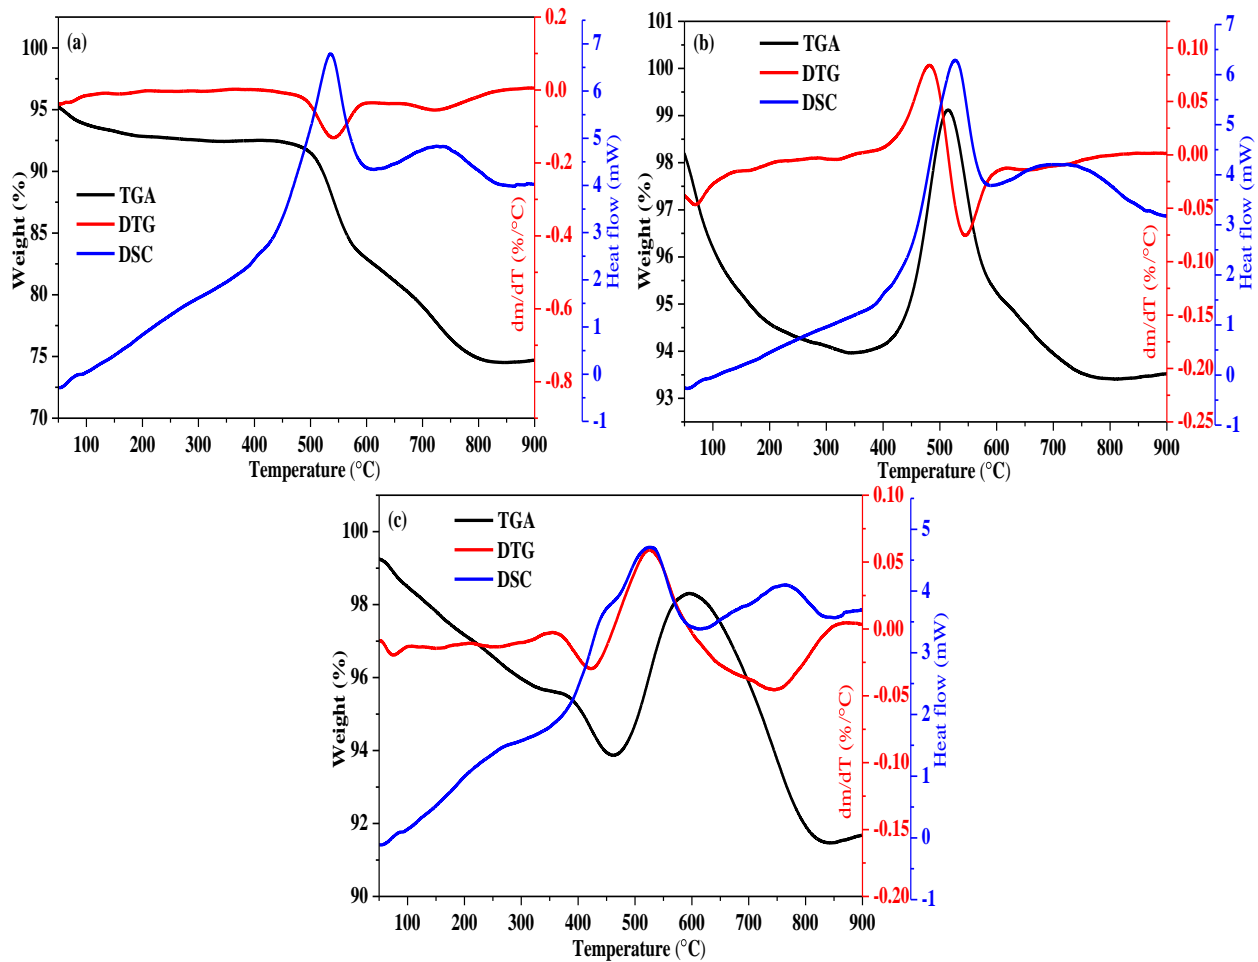 (a)
TGA
DTG
DSC
Weight (%)
100
95
90
85
80
75
70
100 200 300 400 500 600 700 800 900
Temperature (°C)
0.2
0.0
-0.2
-0.4
-0.6
-0.8
dm/dT (%/°C)
7
6
5
4
3
2
1
0
-1
Heat flow (mW)
(b)
TGA
DTG
DSC
Weight (%)
101
100
99
98
97
96
95
94
93
100 200 300 400 500 600 700 800 900
Temperature (°C)
0.10
0.05
0.00
-0.05
-0.10
-0.15
-0.20
-0.25
dm/dT (%/°C)
7
6
5
4
3
2
1
0
-1
Heat flow (mW)
(c)
TGA
DTG
DSC
Weight (%)
100
98
96
94
92
90
100 200 300 400 500 600 700 800 900
Temperature (°C)
0.10
0.05
0.00
-0.05
-0.10
-0.15
-0.20
dm/dT (%/°C)
5
4
3
2
1
0
-1
Heat flow (mW)